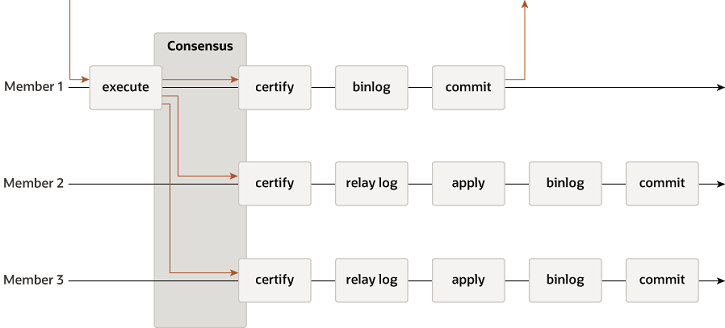 Consensus
Member 1 execute certify binlog commit
Member 2 certify relay log apply binlog commit
Member 3 certify relay log apply binlog commit